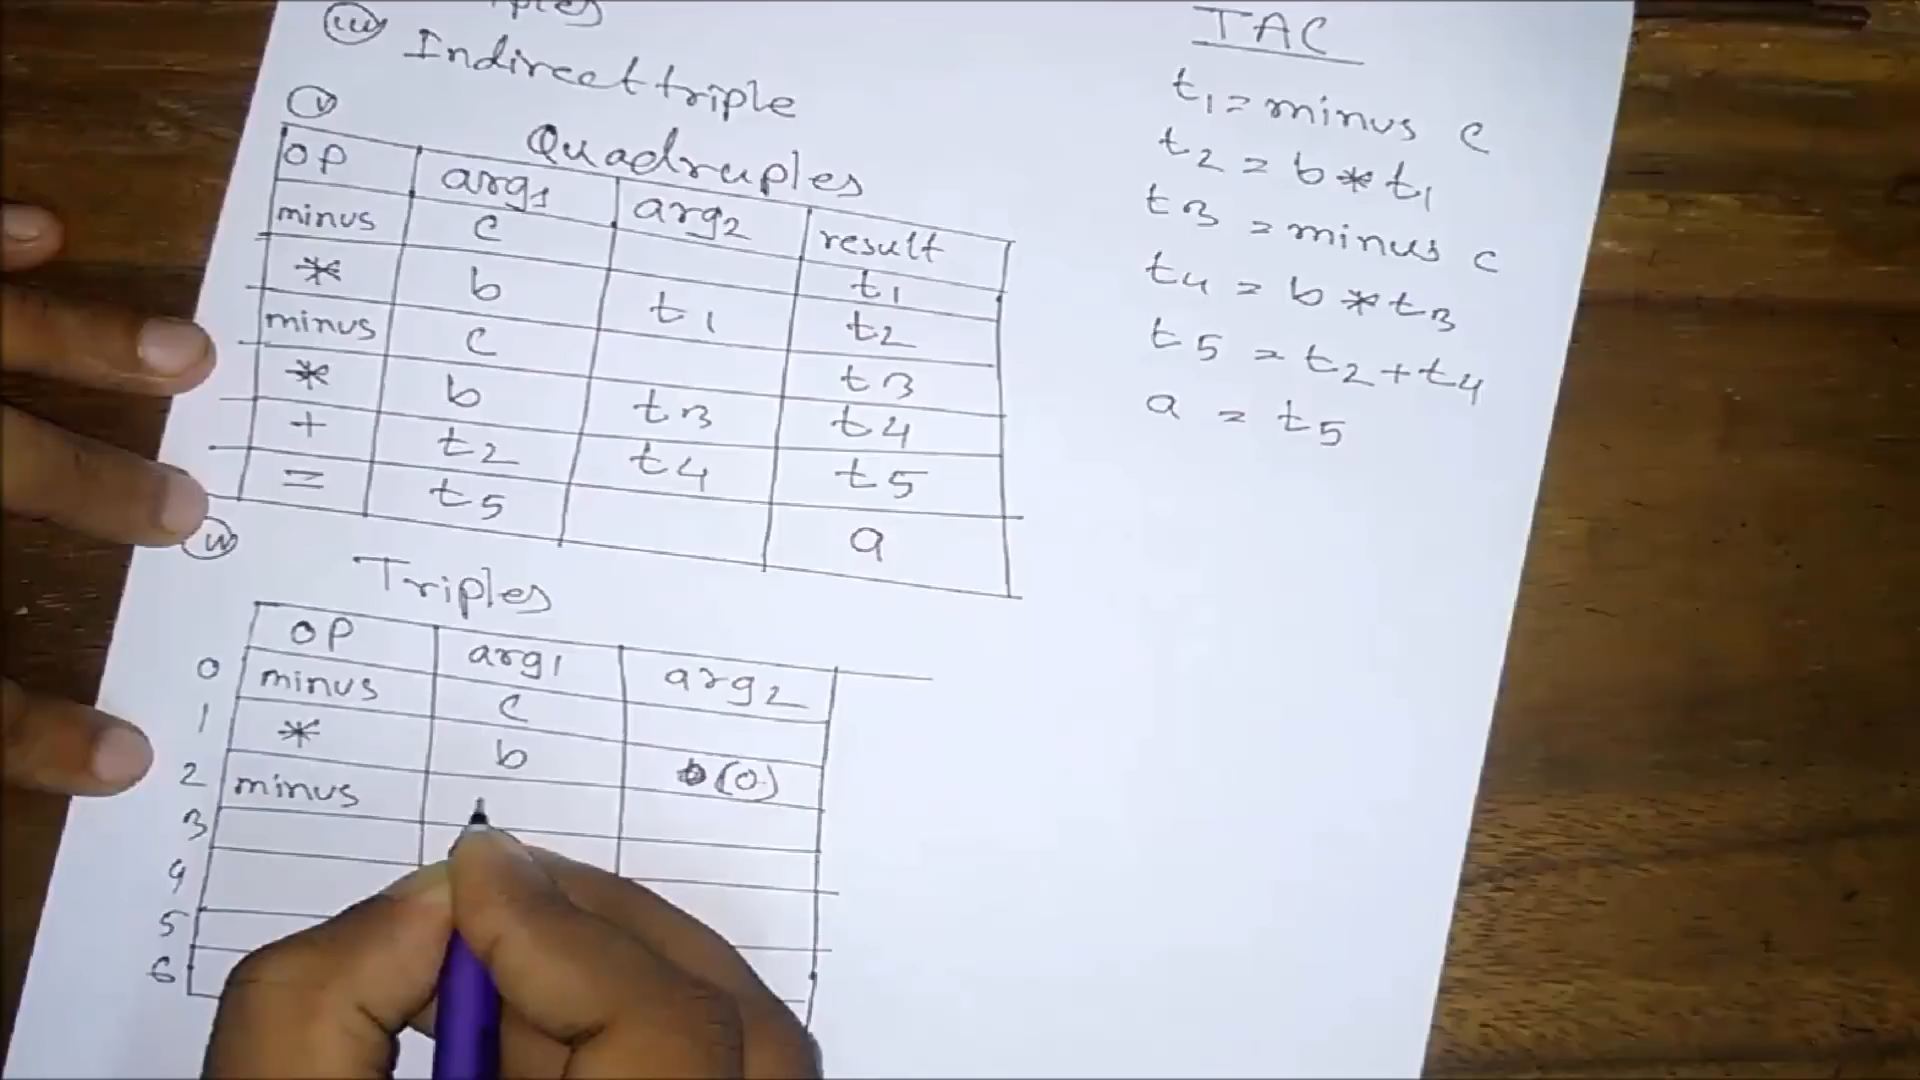 Indirect triple
Quadruples
op arg1 arg2 result
minus c t1
* b t1 t2
minus c t3
* b t3 t4
+ t2 t4 t5
= t5 a
Triples
op arg1 arg2
0 minus c
1 * b (0)
2 minus
3
4
5
6
TAC
t1 = minus c
t2 = b * t1
t3 = minus c
t4 = b * t3
t5 = t2 + t4
a = t5